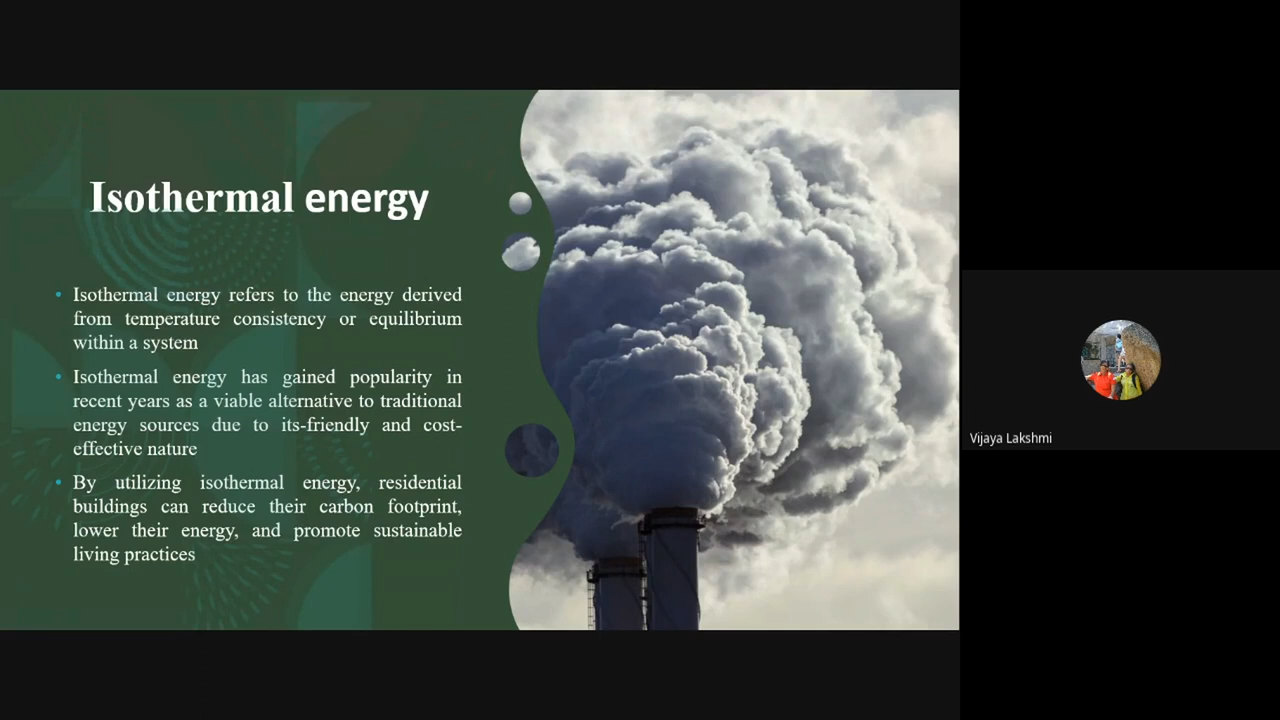 Isothermal energy
• Isothermal energy refers to the energy derived
from temperature consistency or equilibrium
within a system
• Isothermal energy has gained popularity in
recent years as a viable alternative to traditional
energy sources due to its-friendly and cost-
effective nature
• By utilizing isothermal energy, residential
buildings can reduce their carbon footprint,
lower their energy, and promote sustainable
living practices
Vijaya Lakshmi